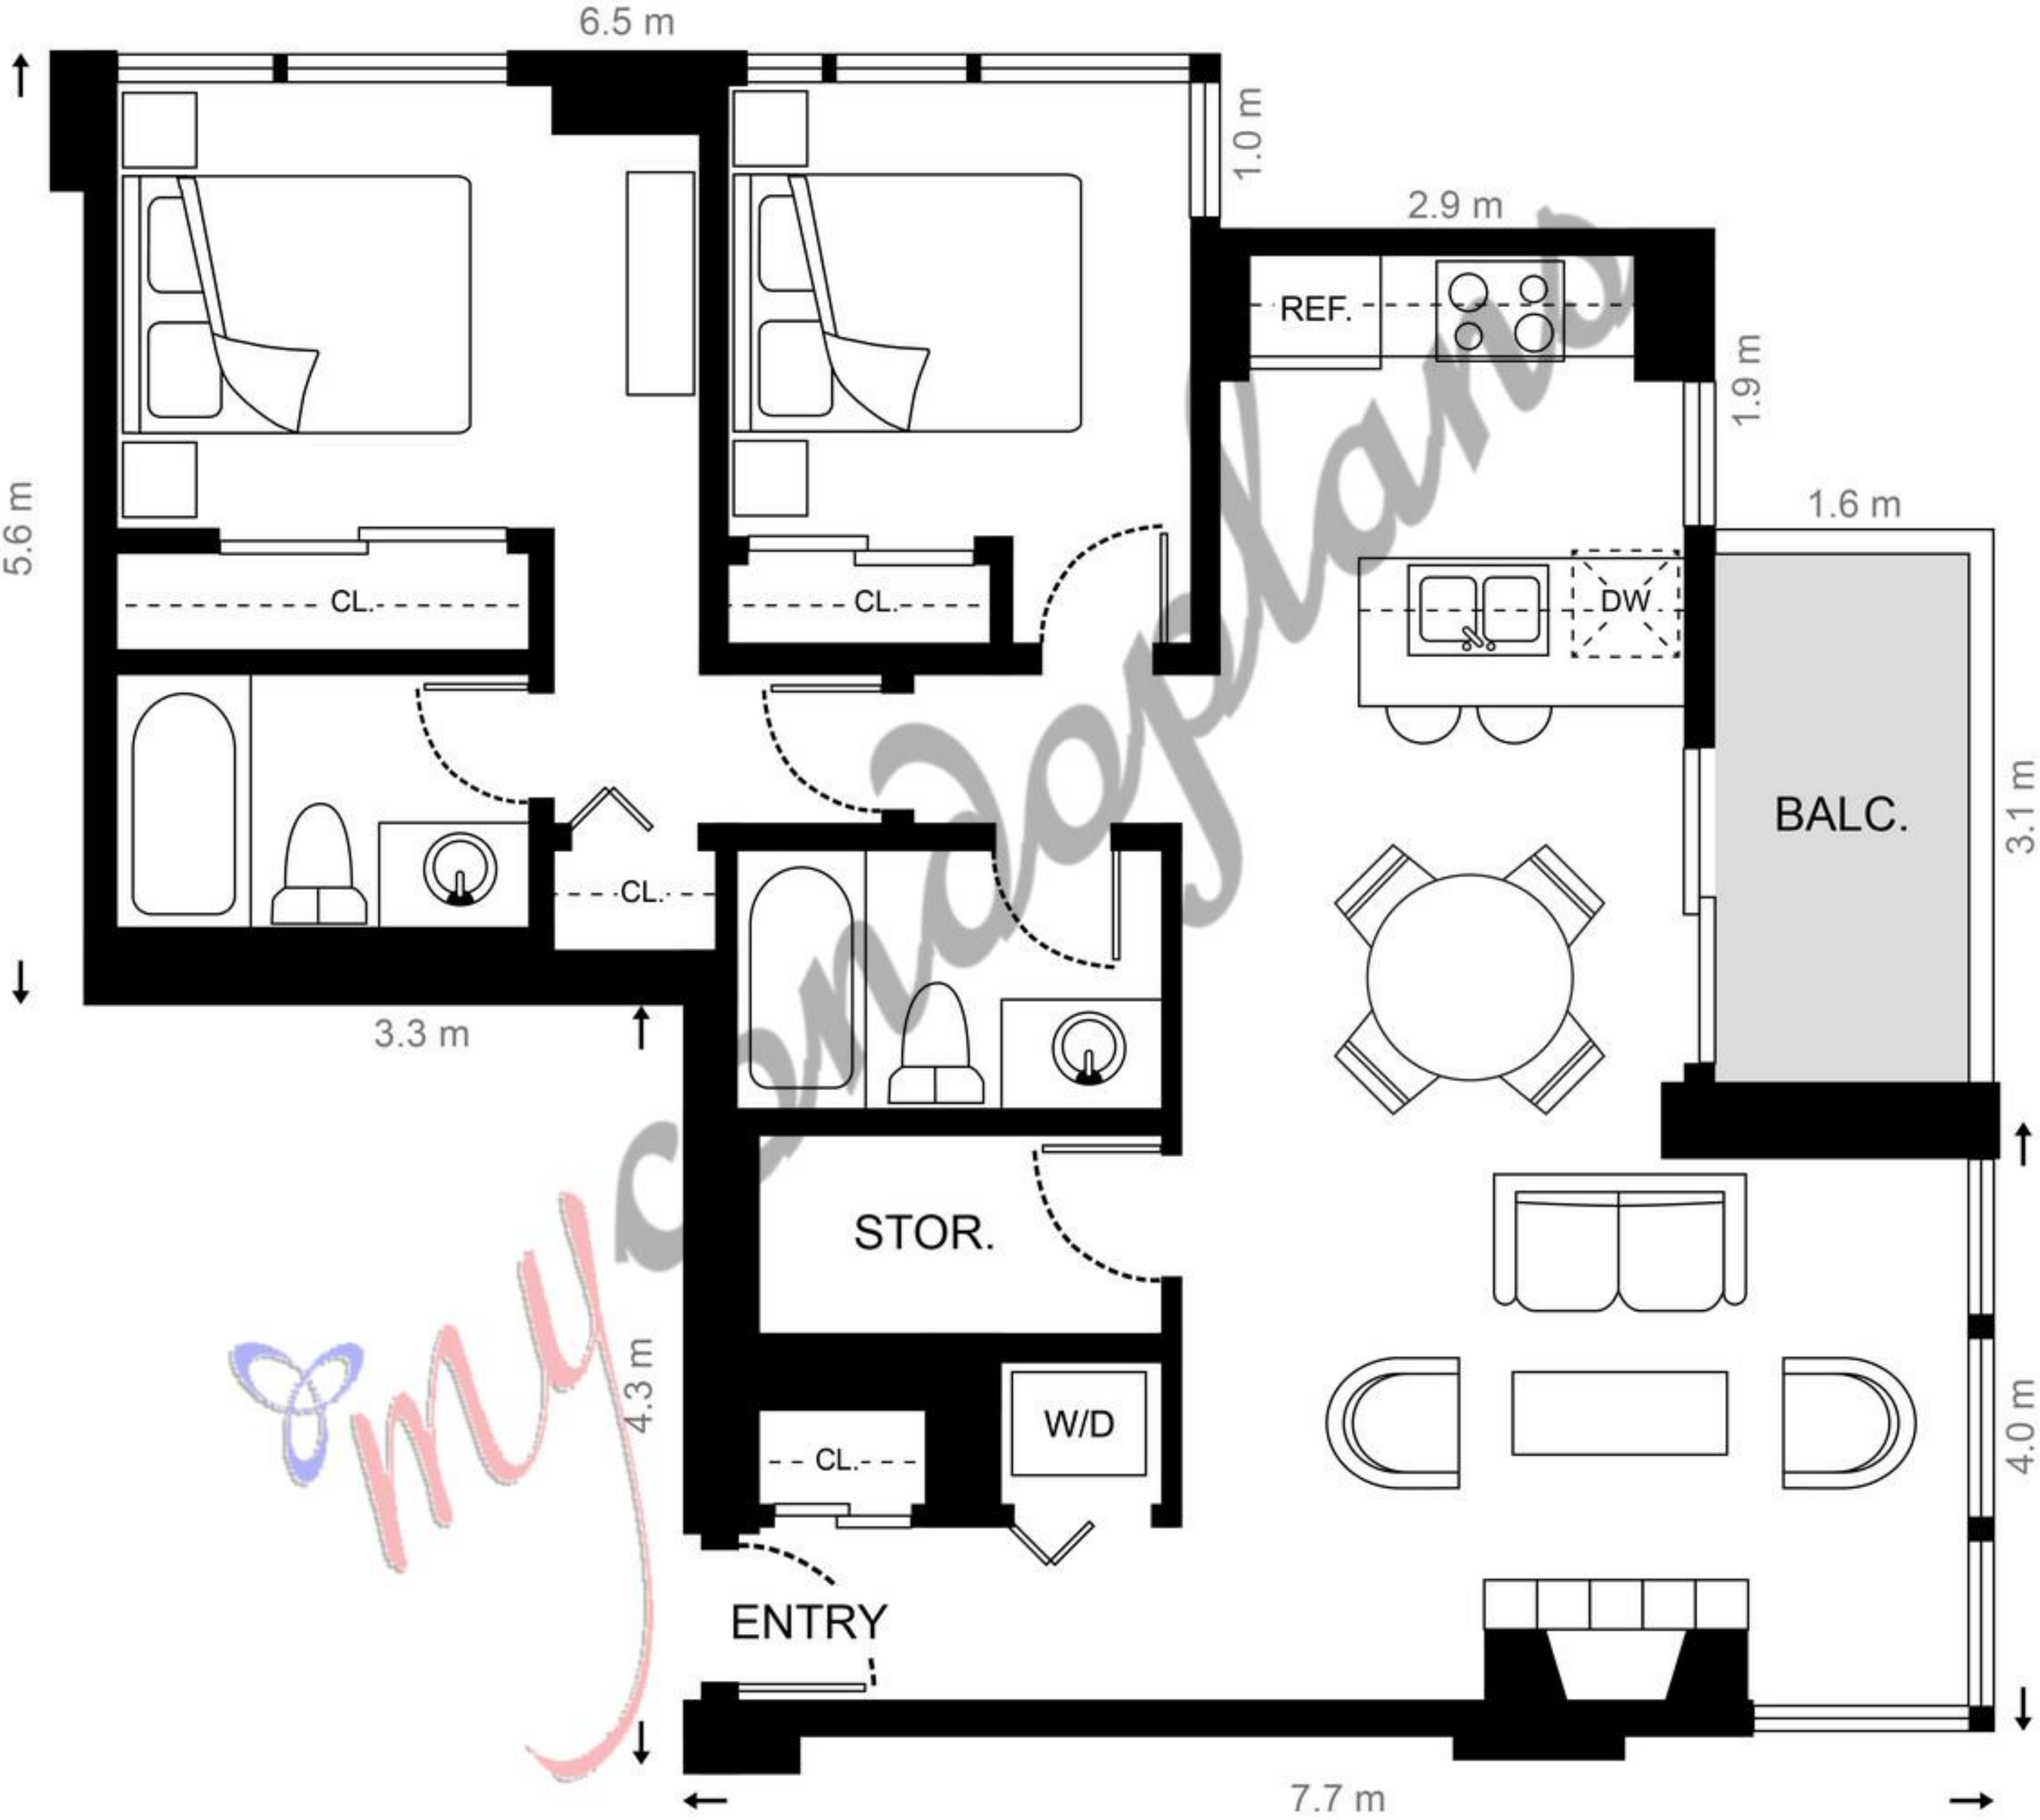 6.5 m
1.0 m
2.9 m
REF.
1.9 m
5.6 m
1.6 m
CL.
CL.
DW
BALC.
3.1 m
CL.
3.3 m
STOR.
4.3 m
W/D
CL.
4.0 m
ENTRY
7.7 m
mycondoplans